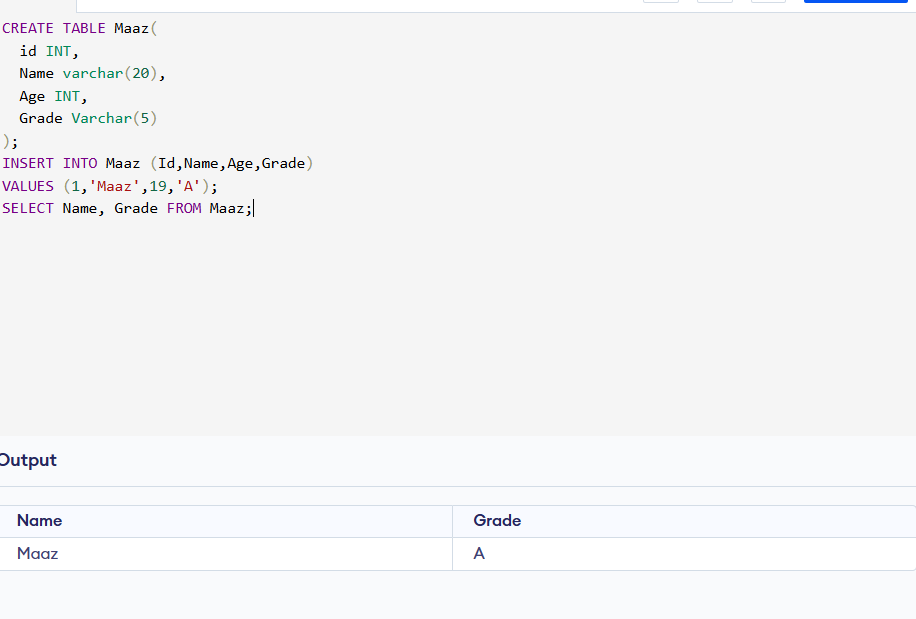 CREATE TABLE Maaz(
  id INT,
  Name varchar(20),
  Age INT,
  Grade Varchar(5)
);
INSERT INTO Maaz (Id,Name,Age,Grade)
VALUES (1,'Maaz',19,'A');
SELECT Name, Grade FROM Maaz;
Output
Name Grade
Maaz A